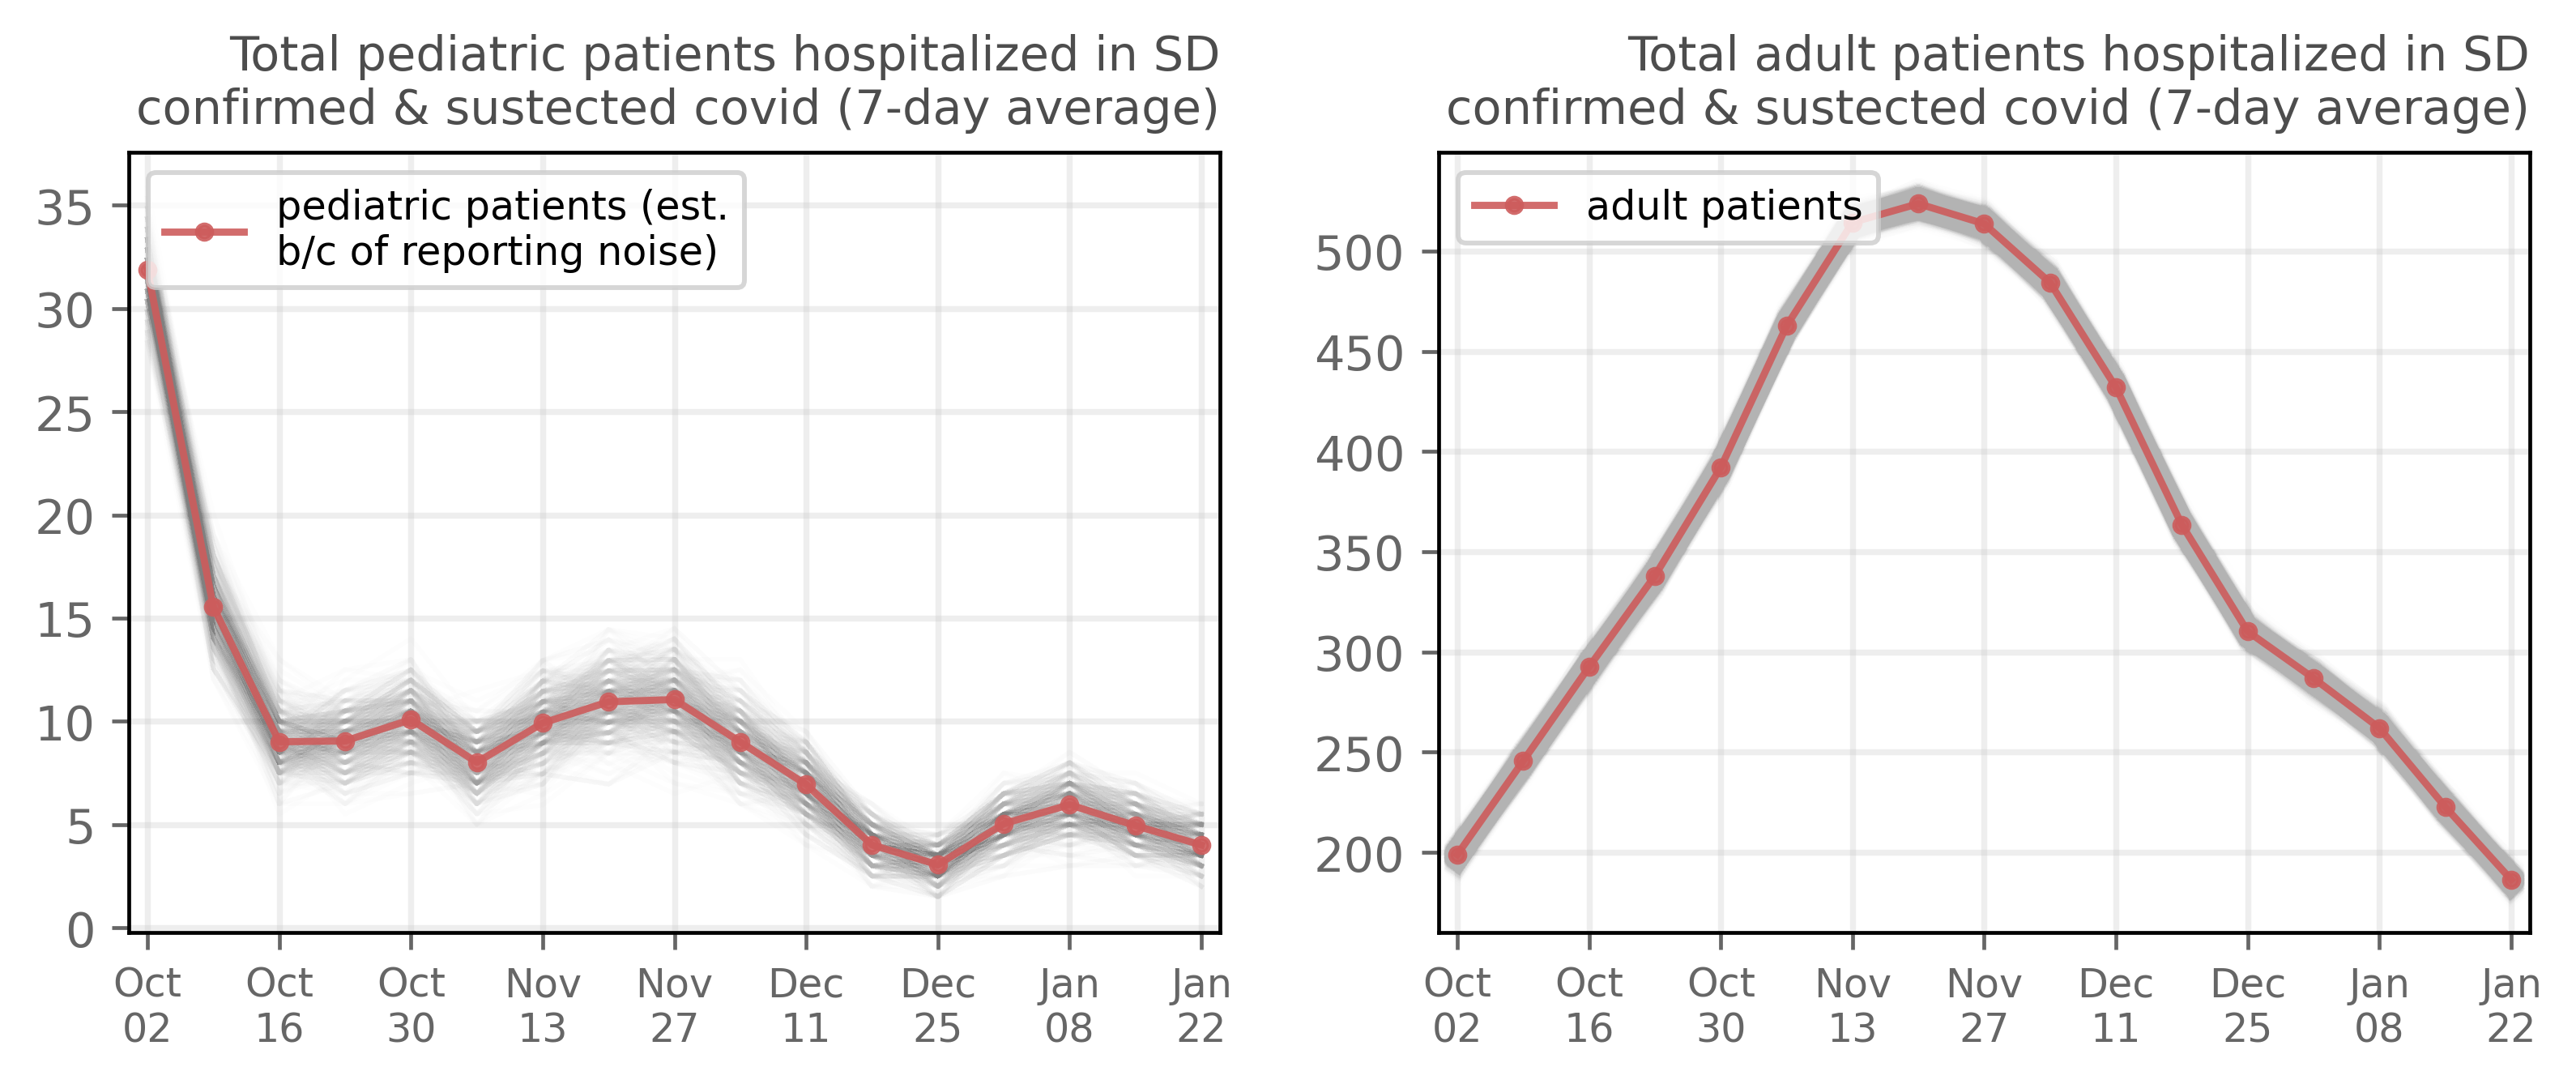 Total pediatric patients hospitalized in SD
confirmed & sustected covid (7-day average)
pediatric patients (est.
b/c of reporting noise)
35
30
25
20
15
10
5
0
Oct Oct Oct Nov Nov Dec Dec Jan Jan
02 16 30 13 27 11 25 08 22
Total adult patients hospitalized in SD
confirmed & sustected covid (7-day average)
adult patients
500
450
400
350
300
250
200
Oct Oct Oct Nov Nov Dec Dec Jan Jan
02 16 30 13 27 11 25 08 22